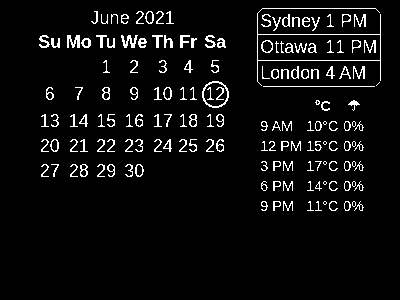 June 2021
Su Mo Tu We Th Fr Sa
1 2 3 4 5
6 7 8 9 10 11 12
13 14 15 16 17 18 19
20 21 22 23 24 25 26
27 28 29 30
Sydney 1 PM
Ottawa 11 PM
London 4 AM
°C
9 AM 10°C 0%
12 PM 15°C 0%
3 PM 17°C 0%
6 PM 14°C 0%
9 PM 11°C 0%